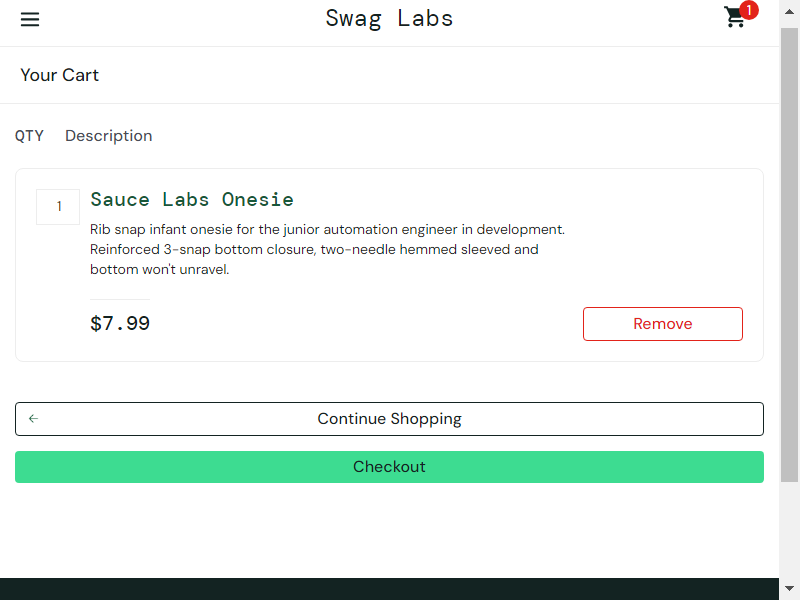 Swag Labs
1
Your Cart
QTY Description
1
Sauce Labs Onesie
Rib snap infant onesie for the junior automation engineer in development.
Reinforced 3-snap bottom closure, two-needle hemmed sleeved and
bottom won't unravel.
$7.99
Remove
Continue Shopping
Checkout